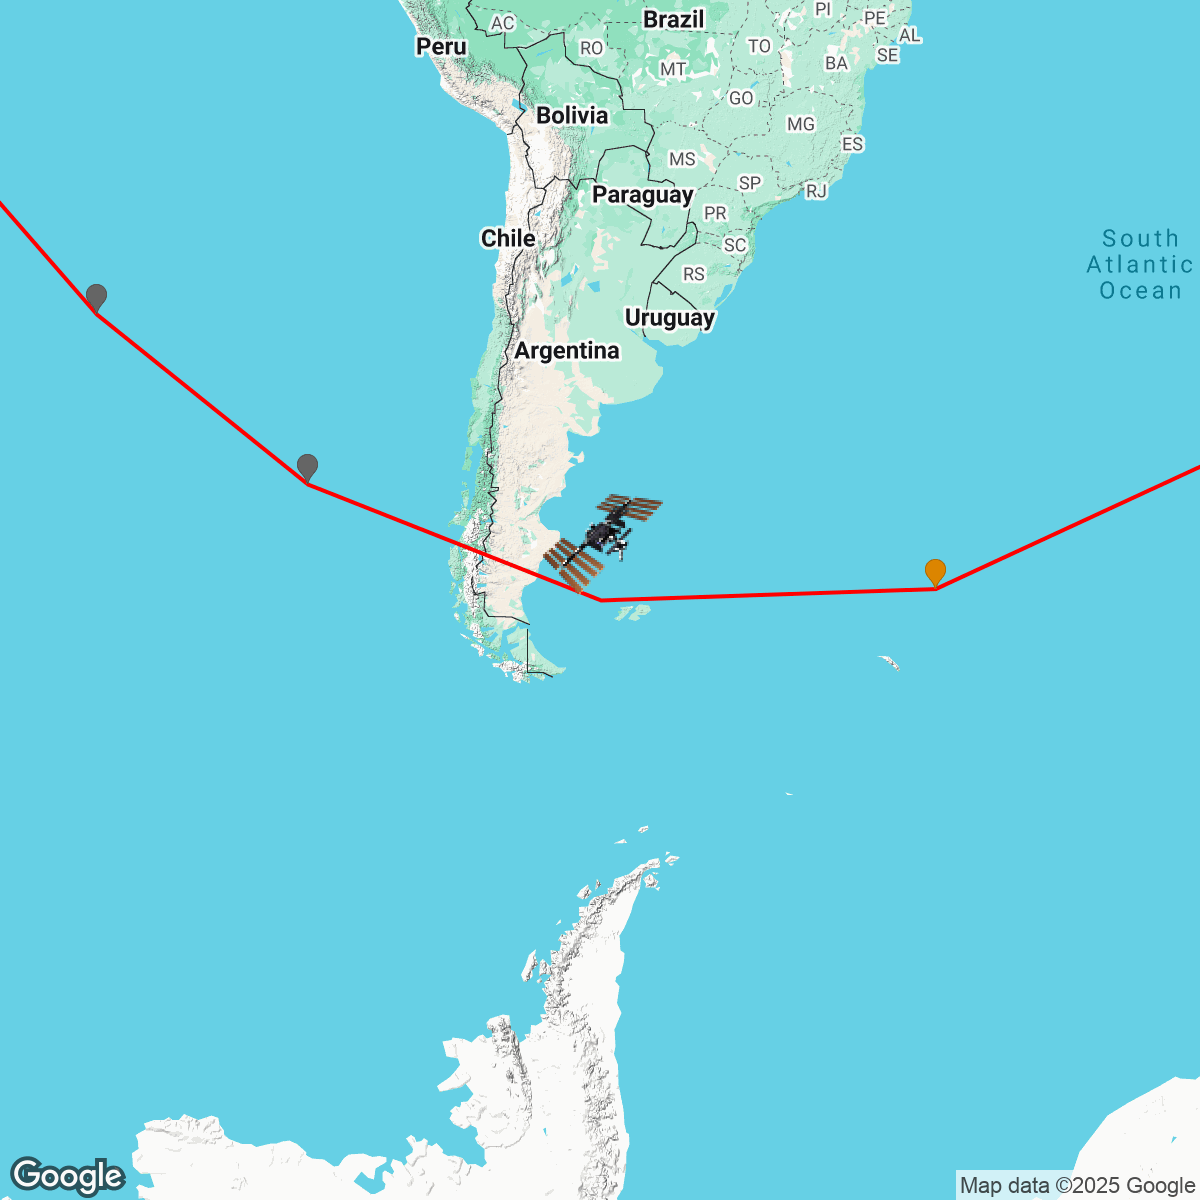 AC
Brazil
PI
PE
AL
Peru
RO
TO
SE
MT
BA
GO
Bolivia
MG
ES
MS
SP
RJ
Paraguay
PR
Chile
SC
South
Atlantic
Ocean
RS
Uruguay
Argentina
Google
Map data ©2025 Google